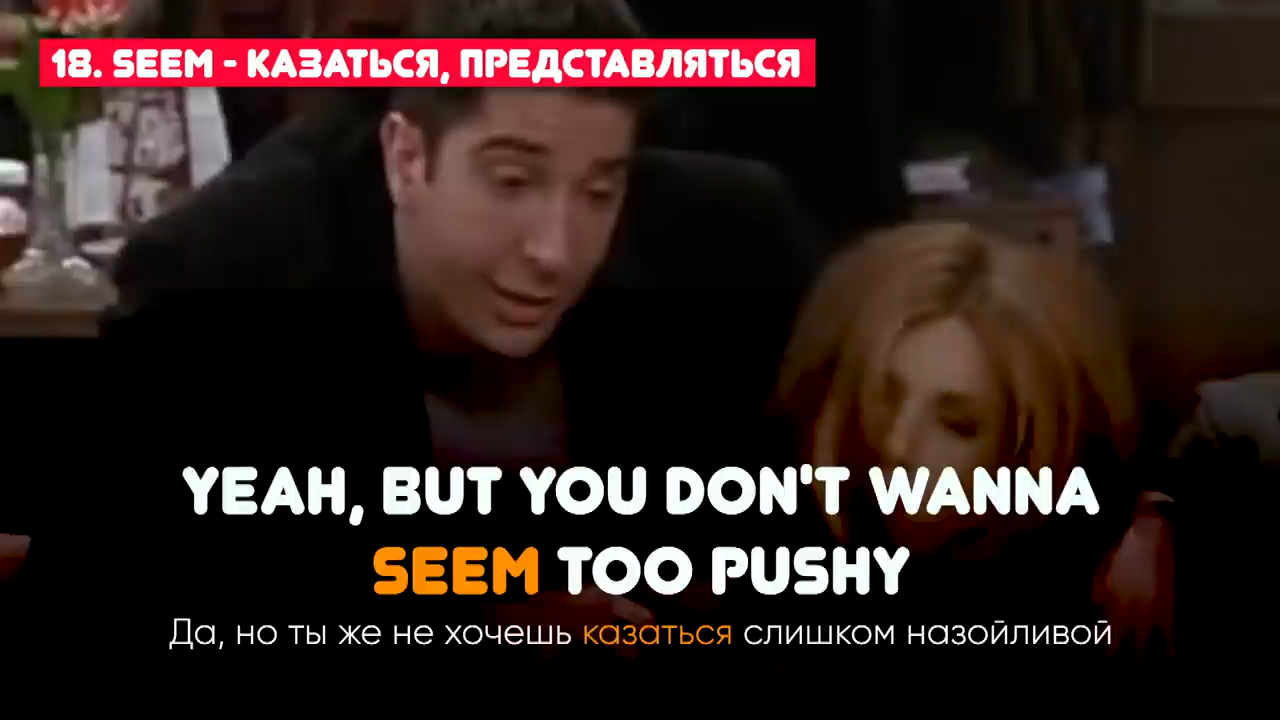 18. SEEM - КАЗАТЬСЯ, ПРЕДСТАВЛЯТЬСЯ
YEAH, BUT YOU DON'T WANNA
SEEM TOO PUSHY
Да, но ты же не хочешь казаться слишком назойливой